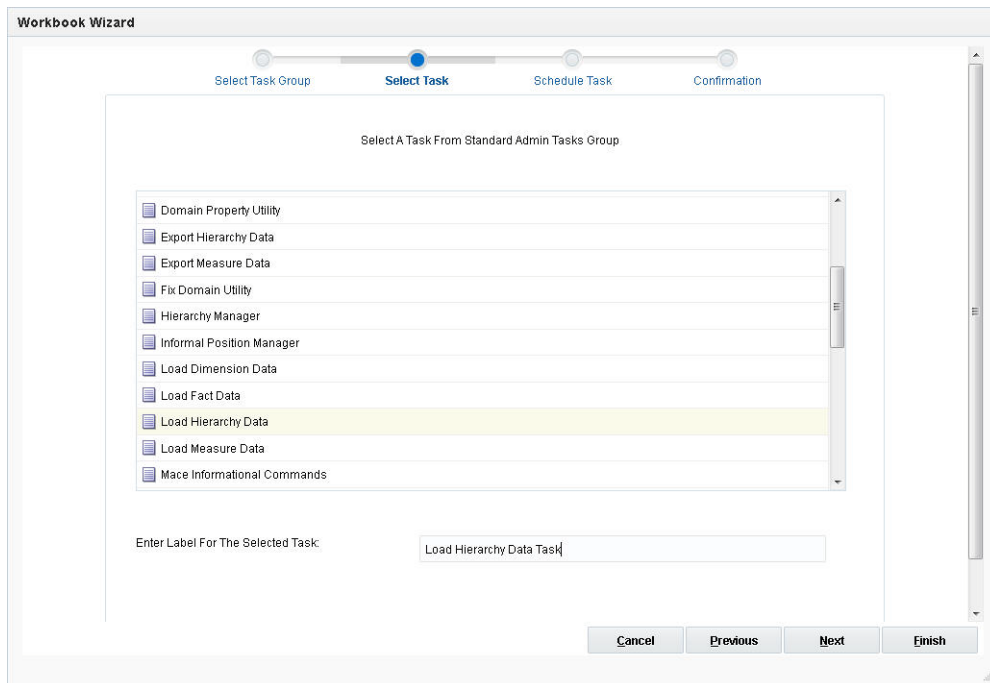 Workbook Wizard
Select Task Group
Select Task
Schedule Task
Confirmation
Select A Task From Standard Admin Tasks Group
Domain Property Utility
Export Hierarchy Data
Export Measure Data
Fix Domain Utility
Hierarchy Manager
Informal Position Manager
Load Dimension Data
Load Fact Data
Load Hierarchy Data
Load Measure Data
Mace Informational Commands
Enter Label For The Selected Task:
Load Hierarchy Data Task
Cancel
Previous
Next
Finish